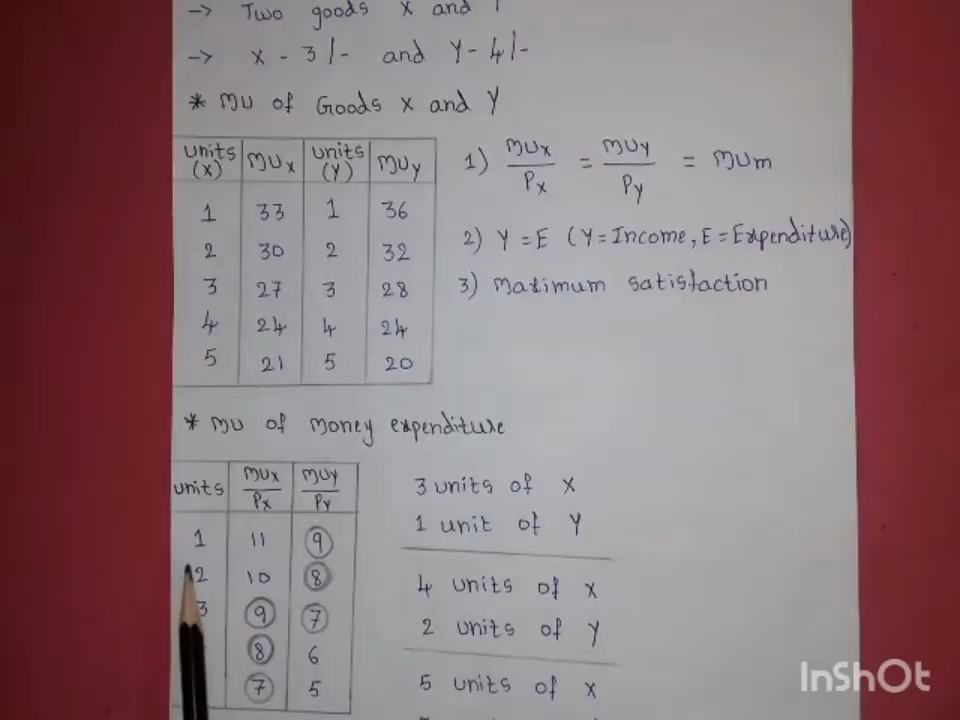 -> Two goods X and Y
-> X - 3/- and Y - 4/-
* MU of Goods X and Y
units (X) MUx units (Y) MUy
1 33 1 36
2 30 2 32
3 27 3 28
4 24 4 24
5 21 5 20
1) MUx/Px = MUy/Py = MUm
2) Y = E (Y = Income, E = Expenditure)
3) Maximum satisfaction
* MU of Money expenditure
units MUx/Px MUy/Py
1 11 9
2 10 8
3 9 7
8 6
7 5
3 units of X
1 unit of Y
4 units of X
2 units of Y
5 units of X
InShOt